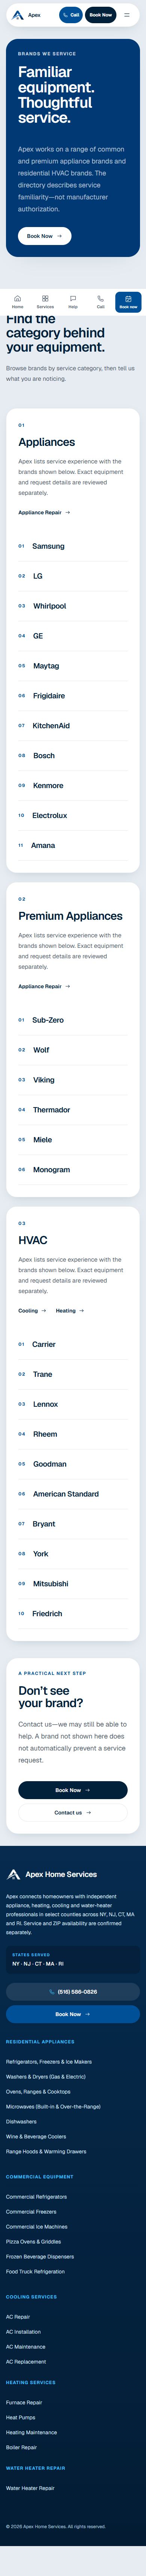 Apex
Call
Book Now
BRANDS WE SERVICE
Familiar
equipment.
Thoughtful
service.
Apex works on a range of common
and premium appliance brands and
residential HVAC brands. The
directory describes service
familiarity—not manufacturer
authorization.
Book Now →
Home
Services
Help
Call
Book now
Find the
category behind
your equipment.
Browse brands by service category, then tell us
what you are noticing.
01
Appliances
Apex lists service experience with the
brands shown below. Exact equipment
and request details are reviewed
separately.
Appliance Repair →
01 Samsung
02 LG
03 Whirlpool
04 GE
05 Maytag
06 Frigidaire
07 KitchenAid
08 Bosch
09 Kenmore
10 Electrolux
11 Amana
02
Premium Appliances
Apex lists service experience with the
brands shown below. Exact equipment
and request details are reviewed
separately.
Appliance Repair →
01 Sub-Zero
02 Wolf
03 Viking
04 Thermador
05 Miele
06 Monogram
03
HVAC
Apex lists service experience with the
brands shown below. Exact equipment
and request details are reviewed
separately.
Cooling → Heating →
01 Carrier
02 Trane
03 Lennox
04 Rheem
05 Goodman
06 American Standard
07 Bryant
08 York
09 Mitsubishi
10 Friedrich
A PRACTICAL NEXT STEP
Don’t see
your brand?
Contact us—we may still be able to
help. A brand not shown here does
not automatically prevent a service
request.
Book Now →
Contact us →
Apex Home Services
Apex connects homeowners with independent
appliance, heating, cooling and water-heater
professionals in select counties across NY, NJ, CT, MA
and RI. Service and ZIP availability are confirmed
separately.
STATES SERVED
NY · NJ · CT · MA · RI
(516) 586-0826
Book Now →
RESIDENTIAL APPLIANCES
Refrigerators, Freezers & Ice Makers
Washers & Dryers (Gas & Electric)
Ovens, Ranges & Cooktops
Microwaves (Built-in & Over-the-Range)
Dishwashers
Wine & Beverage Coolers
Range Hoods & Warming Drawers
COMMERCIAL EQUIPMENT
Commercial Refrigerators
Commercial Freezers
Commercial Ice Machines
Pizza Ovens & Griddles
Frozen Beverage Dispensers
Food Truck Refrigeration
COOLING SERVICES
AC Repair
AC Installation
AC Maintenance
AC Replacement
HEATING SERVICES
Furnace Repair
Heat Pumps
Heating Maintenance
Boiler Repair
WATER HEATER REPAIR
Water Heater Repair
© 2026 Apex Home Services. All rights reserved.